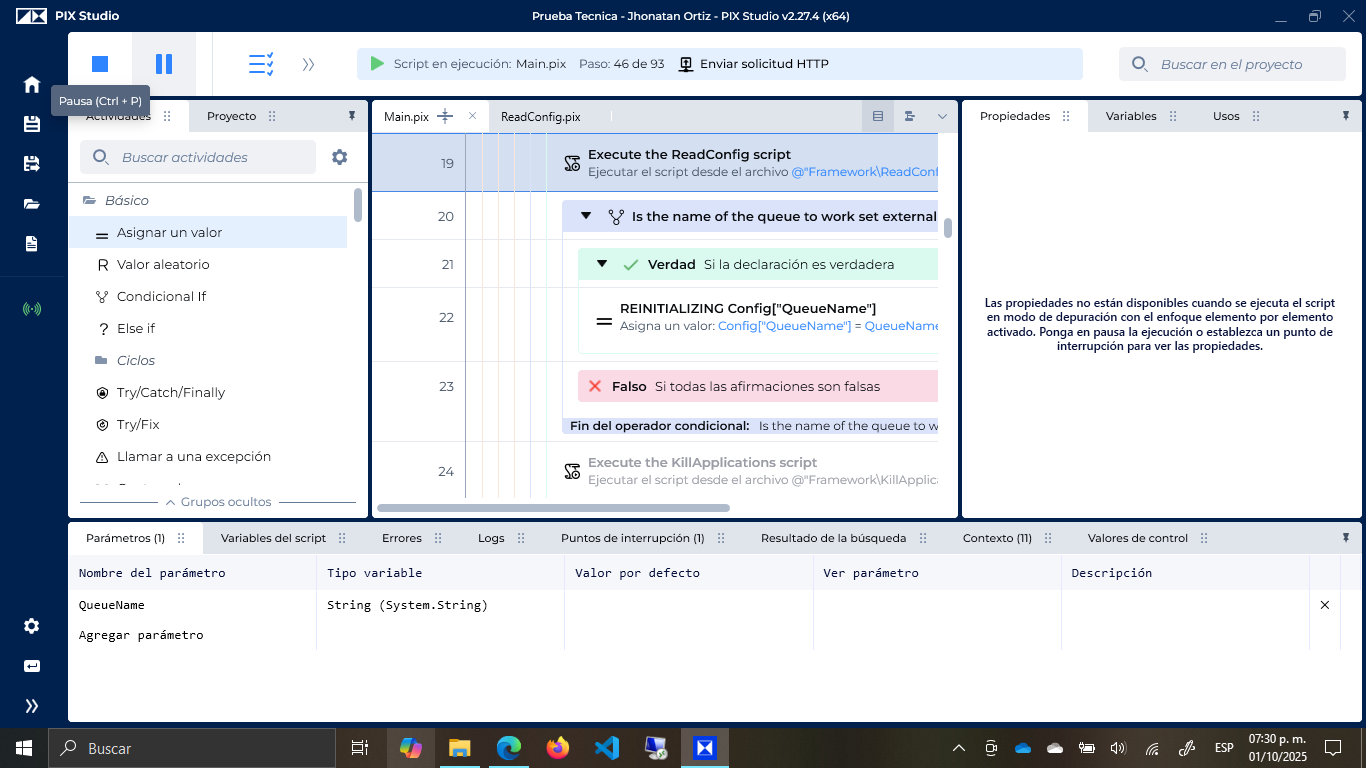 PIX Studio
Prueba Tecnica - Jhonatan Ortiz - PIX Studio v2.27.4 (x64)
Script en ejecución: Main.pix Paso: 46 de 93 Enviar solicitud HTTP
Buscar en el proyecto
Pausa (Ctrl + P)
Actividades
Proyecto
Buscar actividades
Básico
Asignar un valor
Valor aleatorio
Condicional If
Else if
Ciclos
Try/Catch/Finally
Try/Fix
Llamar a una excepción
Grupos ocultos
Main.pix
ReadConfig.pix
19
Execute the ReadConfig script
Ejecutar el script desde el archivo @"Framework\ReadConf
20
Is the name of the queue to work set external
21
Verdad Si la declaración es verdadera
22
REINITIALIZING Config["QueueName"]
Asigna un valor: Config["QueueName"] = QueueName
23
Falso Si todas las afirmaciones son falsas
Fin del operador condicional: Is the name of the queue to w
24
Execute the KillApplications script
Ejecutar el script desde el archivo @"Framework\KillApplica
Propiedades
Variables
Usos
Las propiedades no están disponibles cuando se ejecuta el script
en modo de depuración con el enfoque elemento por elemento
activado. Ponga en pausa la ejecución o establezca un punto de
interrupción para ver las propiedades.
Parámetros (1)
Variables del script
Errores
Logs
Puntos de interrupción (1)
Resultado de la búsqueda
Contexto (11)
Valores de control
Nombre del parámetro
Tipo variable
Valor por defecto
Ver parámetro
Descripción
QueueName
String (System.String)
Agregar parámetro
Buscar
ESP
07:30 p. m.
01/10/2025